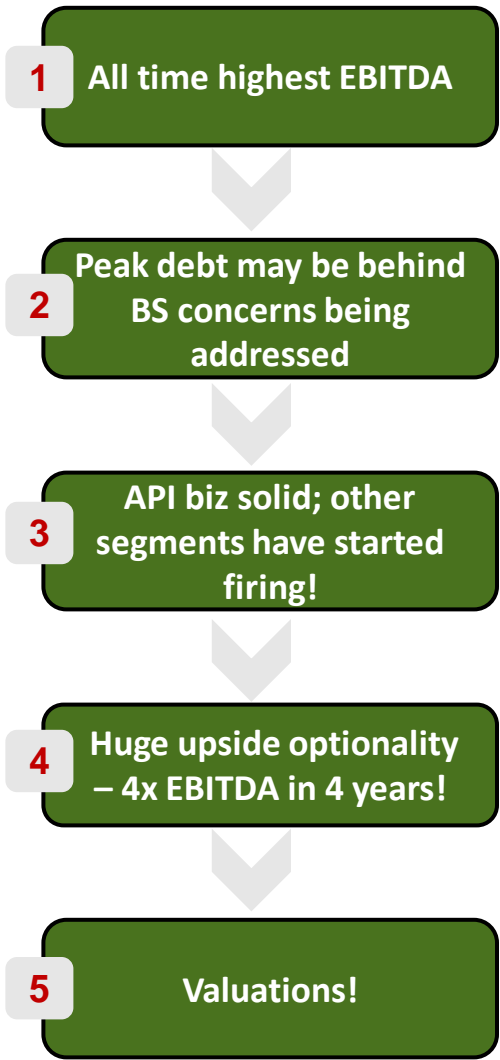 1
All time highest EBITDA
2
Peak debt may be behind
BS concerns being
addressed
3
API biz solid; other
segments have started
firing!
4
Huge upside optionality
– 4x EBITDA in 4 years!
5
Valuations!